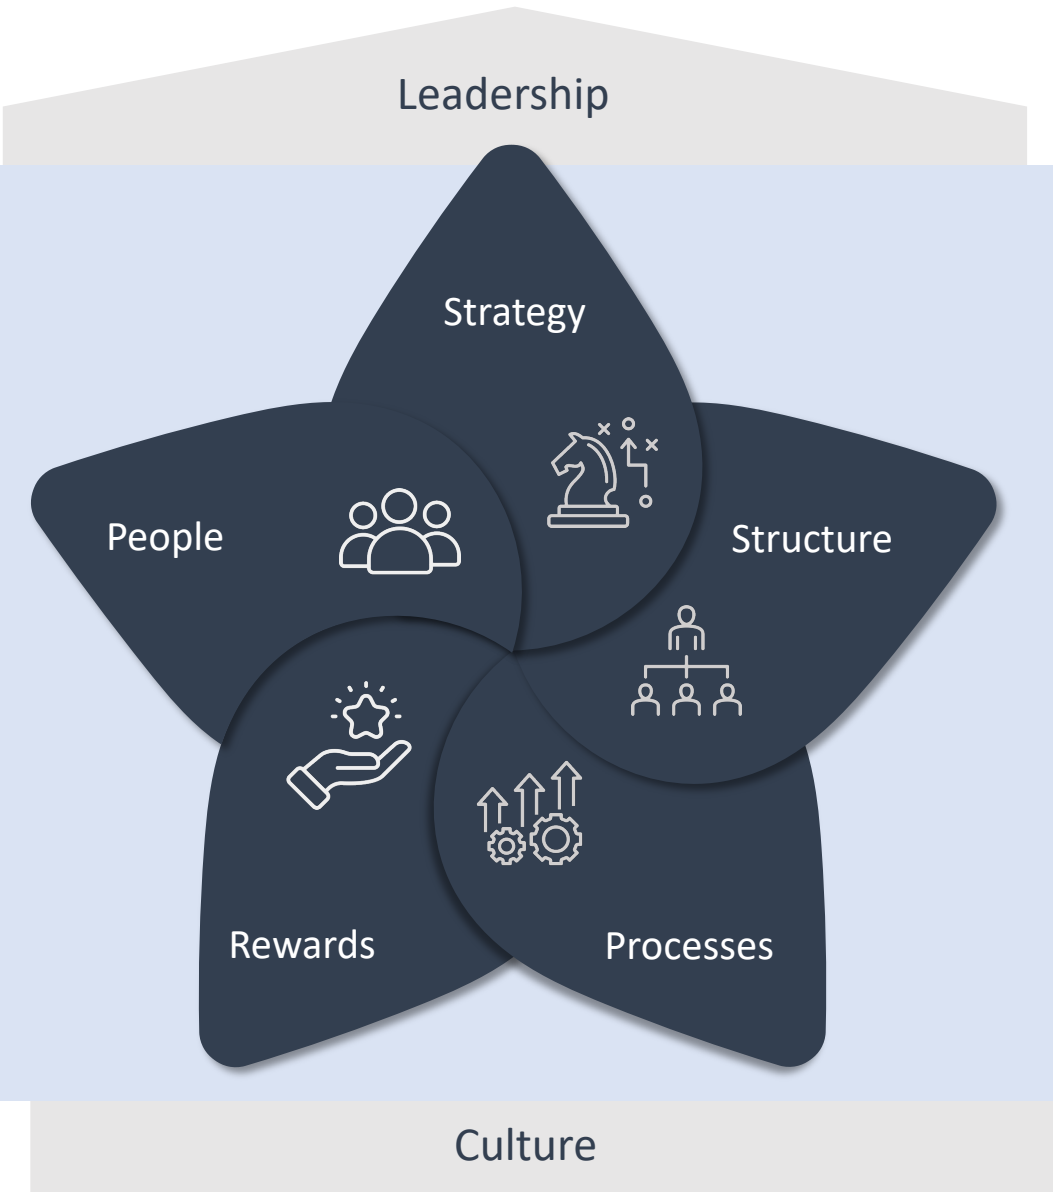 Leadership
Strategy
People
Structure
Rewards
Processes
Culture